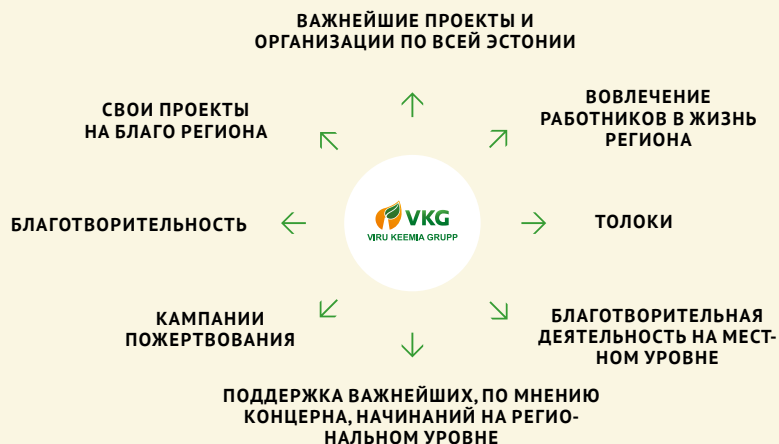 ВАЖНЕЙШИЕ ПРОЕКТЫ И
ОРГАНИЗАЦИИ ПО ВСЕЙ ЭСТОНИИ
СВОИ ПРОЕКТЫ
НА БЛАГО РЕГИОНА
ВОВЛЕЧЕНИЕ
РАБОТНИКОВ В ЖИЗНЬ
РЕГИОНА
БЛАГОТВОРИТЕЛЬНОСТЬ
VKG
VIRU KEEMIA GRUPP
ТОЛОКИ
КАМПАНИИ
ПОЖЕРТВОВАНИЯ
БЛАГОТВОРИТЕЛЬНАЯ
ДЕЯТЕЛЬНОСТЬ НА МЕСТ-
НОМ УРОВНЕ
ПОДДЕРЖКА ВАЖНЕЙШИХ, ПО МНЕНИЮ
КОНЦЕРНА, НАЧИНАНИЙ НА РЕГИО-
НАЛЬНОМ УРОВНЕ